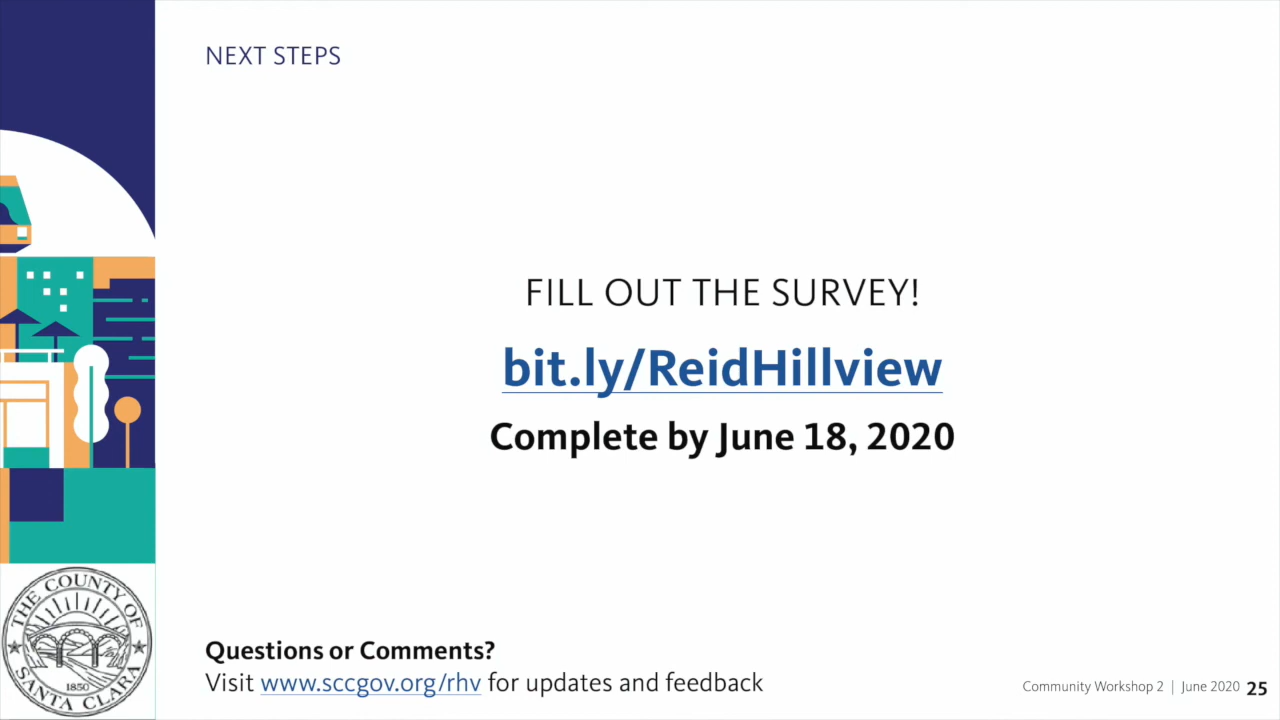 NEXT STEPS
FILL OUT THE SURVEY!
bit.ly/ReidHillview
Complete by June 18, 2020
THE COUNTY OF
1850
SANTA CLARA
Questions or Comments?
Visit www.sccgov.org/rhv for updates and feedback
Community Workshop 2 | June 2020 25